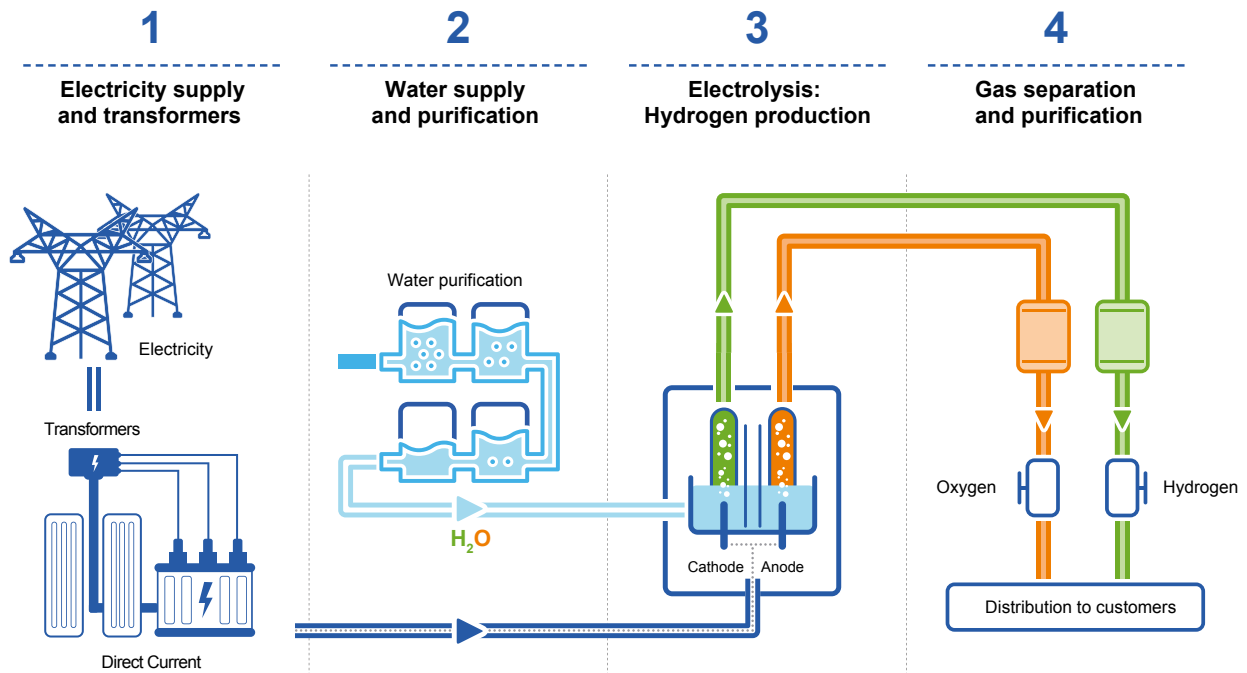 1
Electricity supply
and transformers
Electricity
Transformers
Direct Current
2
Water supply
and purification
Water purification
H₂O
3
Electrolysis:
Hydrogen production
Cathode
Anode
4
Gas separation
and purification
Oxygen
Hydrogen
Distribution to customers